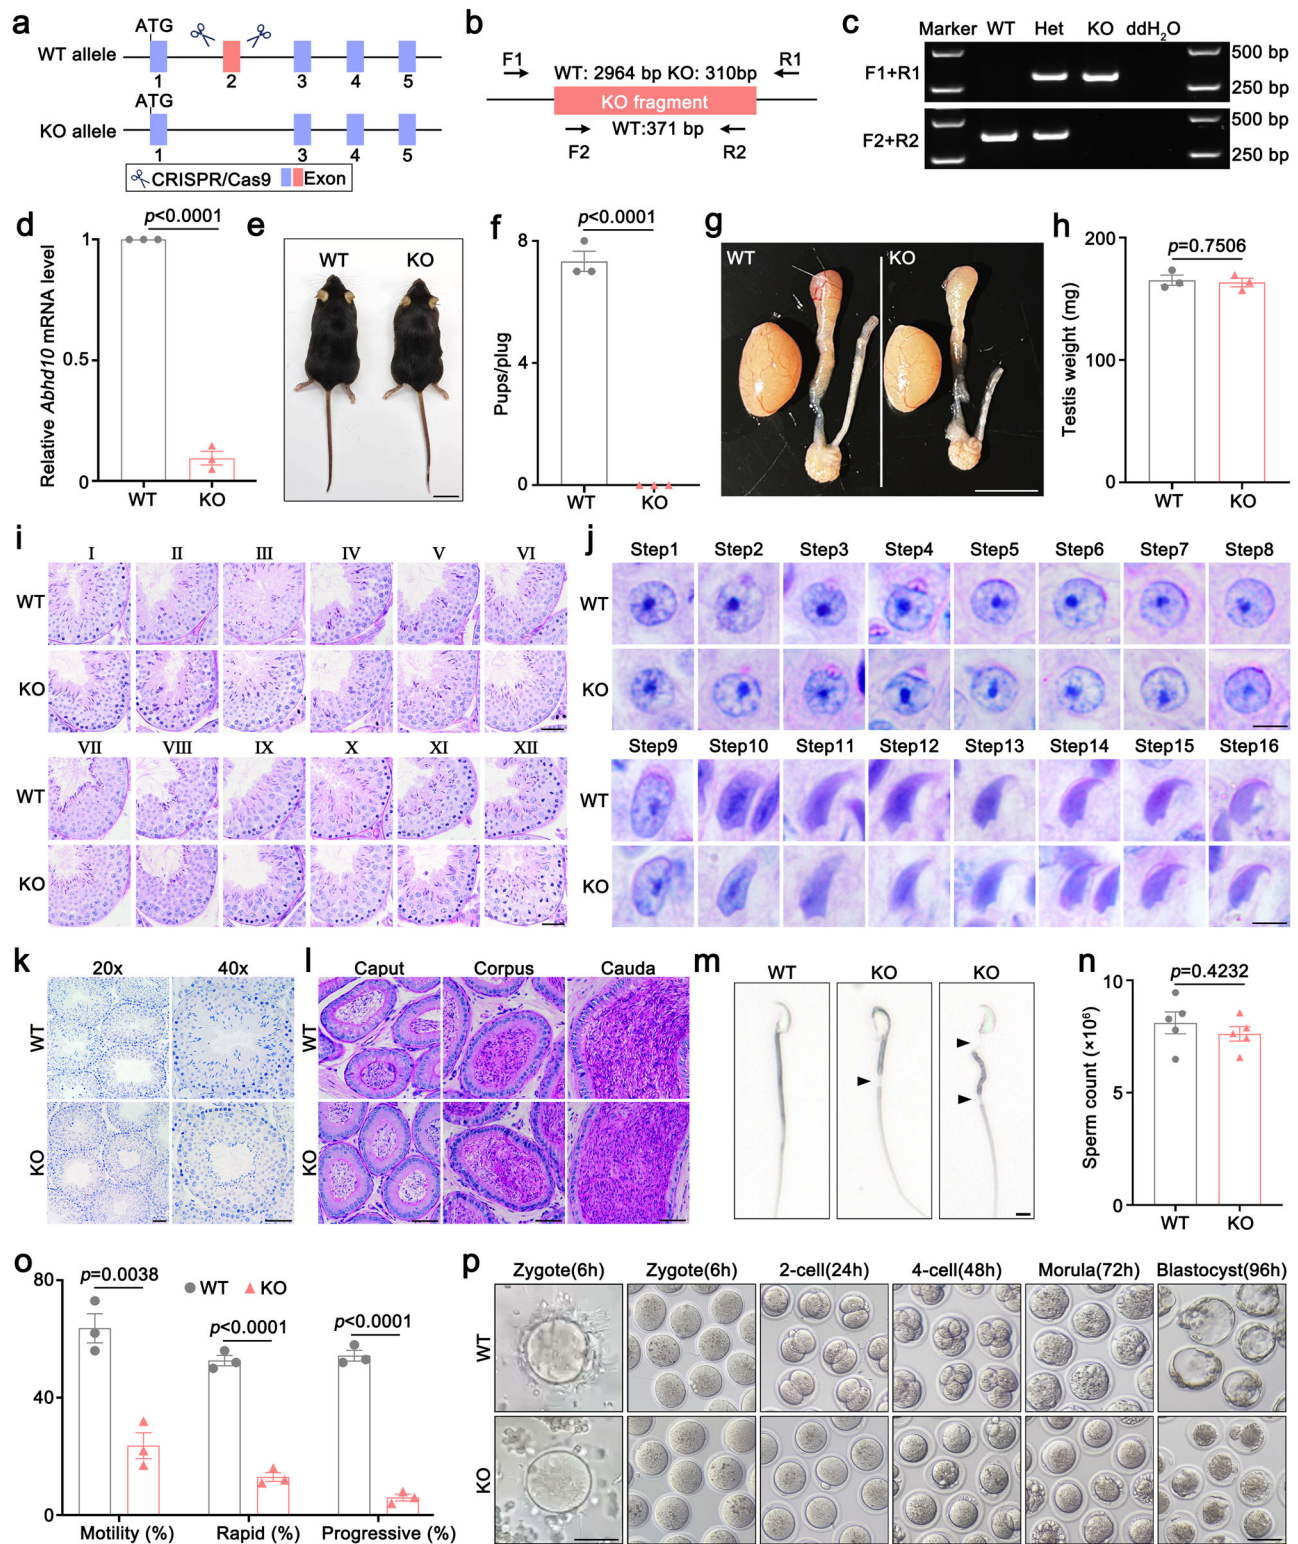 a
ATG
WT allele
1 2 3 4 5
ATG
KO allele
1 3 4 5
CRISPR/Cas9 Exon
b
F1 R1
WT: 2964 bp KO: 310bp
KO fragment
WT:371 bp
F2 R2
c
Marker WT Het KO ddH₂O
F1+R1
500 bp
250 bp
F2+R2
500 bp
250 bp
d
p<0.0001
Relative Abhd10 mRNA level
1
0.5
0
WT KO
e
WT KO
f
p<0.0001
Pups/plug
8
4
0
WT KO
g
WT KO
h
p=0.7506
Testis weight (mg)
200
100
0
WT KO
i
I II III IV V VI
WT
KO
VII VIII IX X XI XII
WT
KO
j
Step1 Step2 Step3 Step4 Step5 Step6 Step7 Step8
WT
KO
Step9 Step10 Step11 Step12 Step13 Step14 Step15 Step16
WT
KO
k
20x 40x
WT
KO
l
Caput Corpus Cauda
WT
KO
m
WT KO KO
n
p=0.4232
Sperm count (×10⁶)
10
5
0
WT KO
o
WT KO
p=0.0038
p<0.0001
p<0.0001
80
40
0
Motility (%) Rapid (%) Progressive (%)
p
Zygote(6h) Zygote(6h) 2-cell(24h) 4-cell(48h) Morula(72h) Blastocyst(96h)
WT
KO